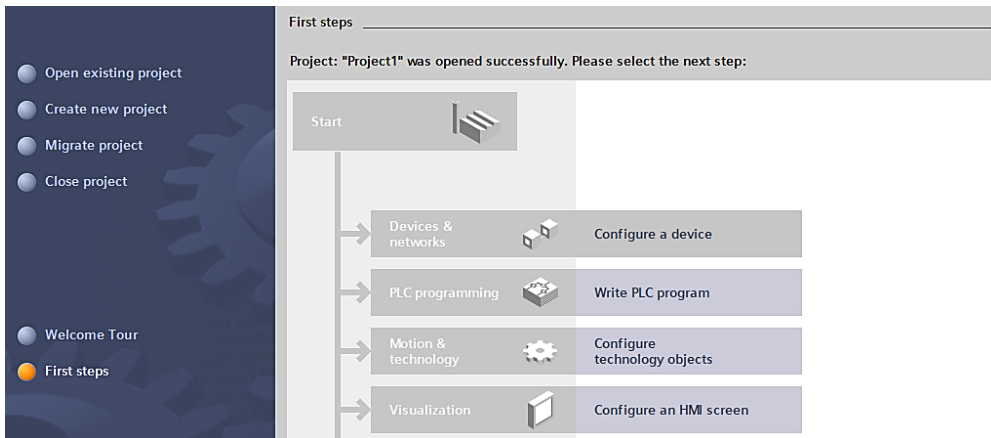 Open existing project
Create new project
Migrate project
Close project
Welcome Tour
First steps
First steps
Project: "Project1" was opened successfully. Please select the next step:
Start
Devices &
networks
Configure a device
PLC programming
Write PLC program
Motion &
technology
Configure
technology objects
Visualization
Configure an HMI screen